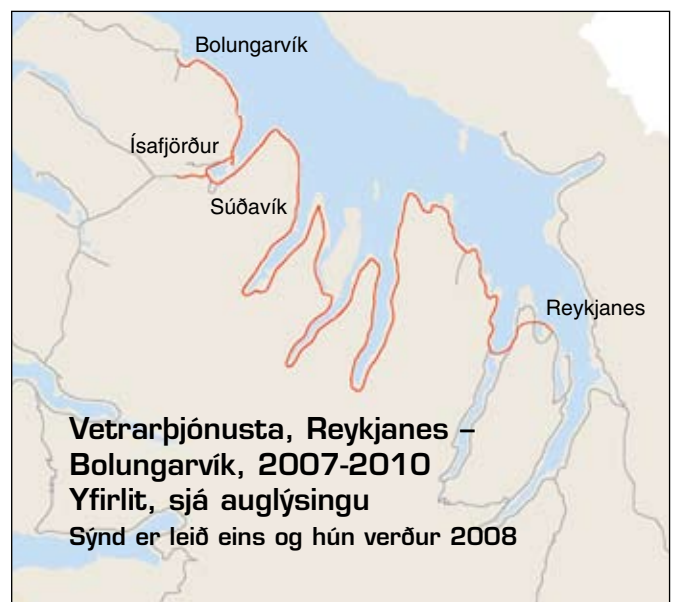 Bolungarvík
Ísafjörður
Súðavík
Reykjanes
Vetrarþjónusta, Reykjanes –
Bolungarvík, 2007-2010
Yfirlit, sjá auglýsingu
Sýnd er leið eins og hún verður 2008